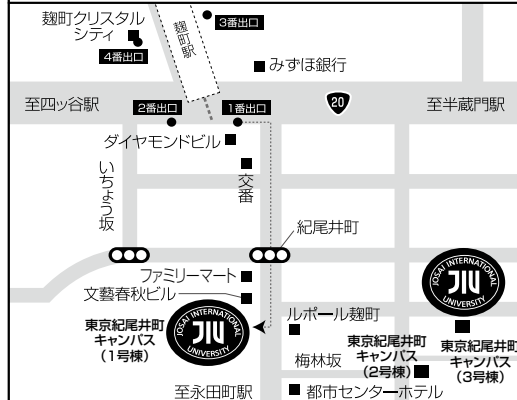 麹町クリスタル
シティ
4番出口
3番出口
麹町駅
みずほ銀行
至四ッ谷駅
2番出口
1番出口
20
至半蔵門駅
ダイヤモンドビル
交番
いちょう坂
紀尾井町
ファミリーマート
文藝春秋ビル
JOSAI INTERNATIONAL
JIU
UNIVERSITY
東京紀尾井町
キャンパス
(1号棟)
至永田町駅
ルポール麹町
梅林坂
都市センターホテル
東京紀尾井町
キャンパス
(2号棟)
JOSAI INTERNATIONAL
JIU
UNIVERSITY
東京紀尾井町
キャンパス
(3号棟)